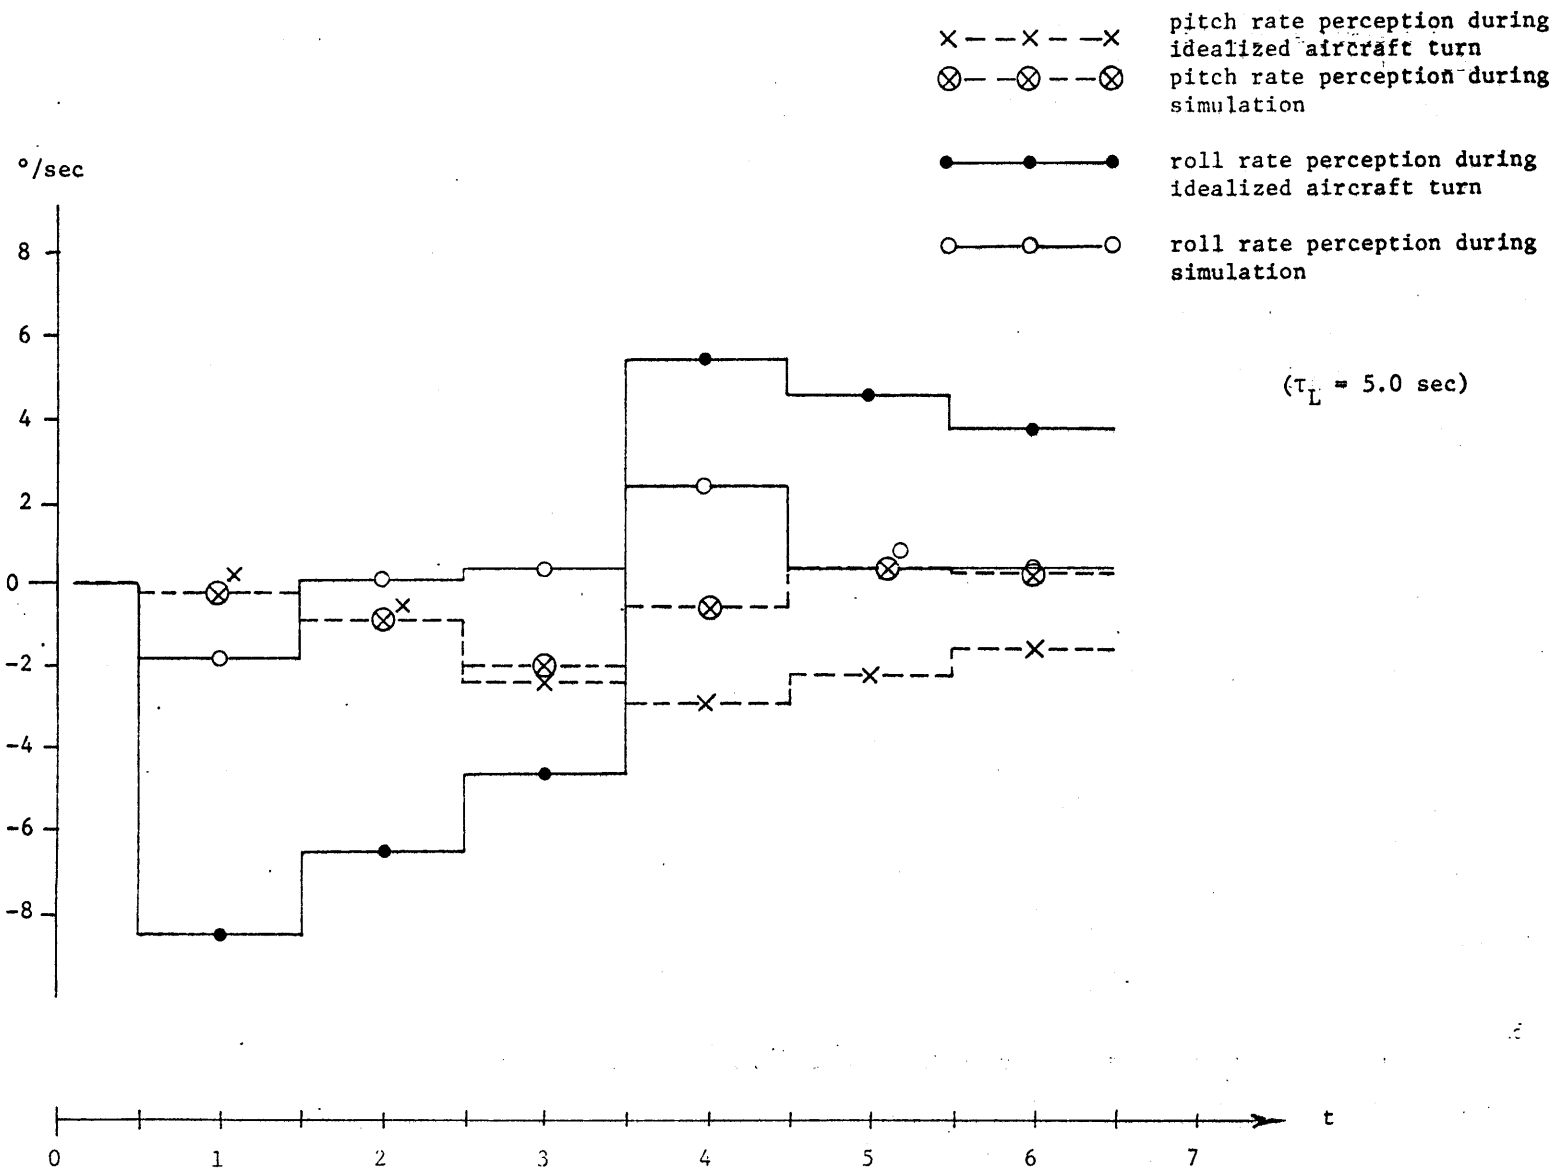 pitch rate perception during
idealized aircraft turn
pitch rate perception during
simulation
roll rate perception during
idealized aircraft turn
roll rate perception during
simulation
°/sec
8
6
4
2
0
-2
-4
-6
-8
(τL = 5.0 sec)
t
0 1 2 3 4 5 6 7